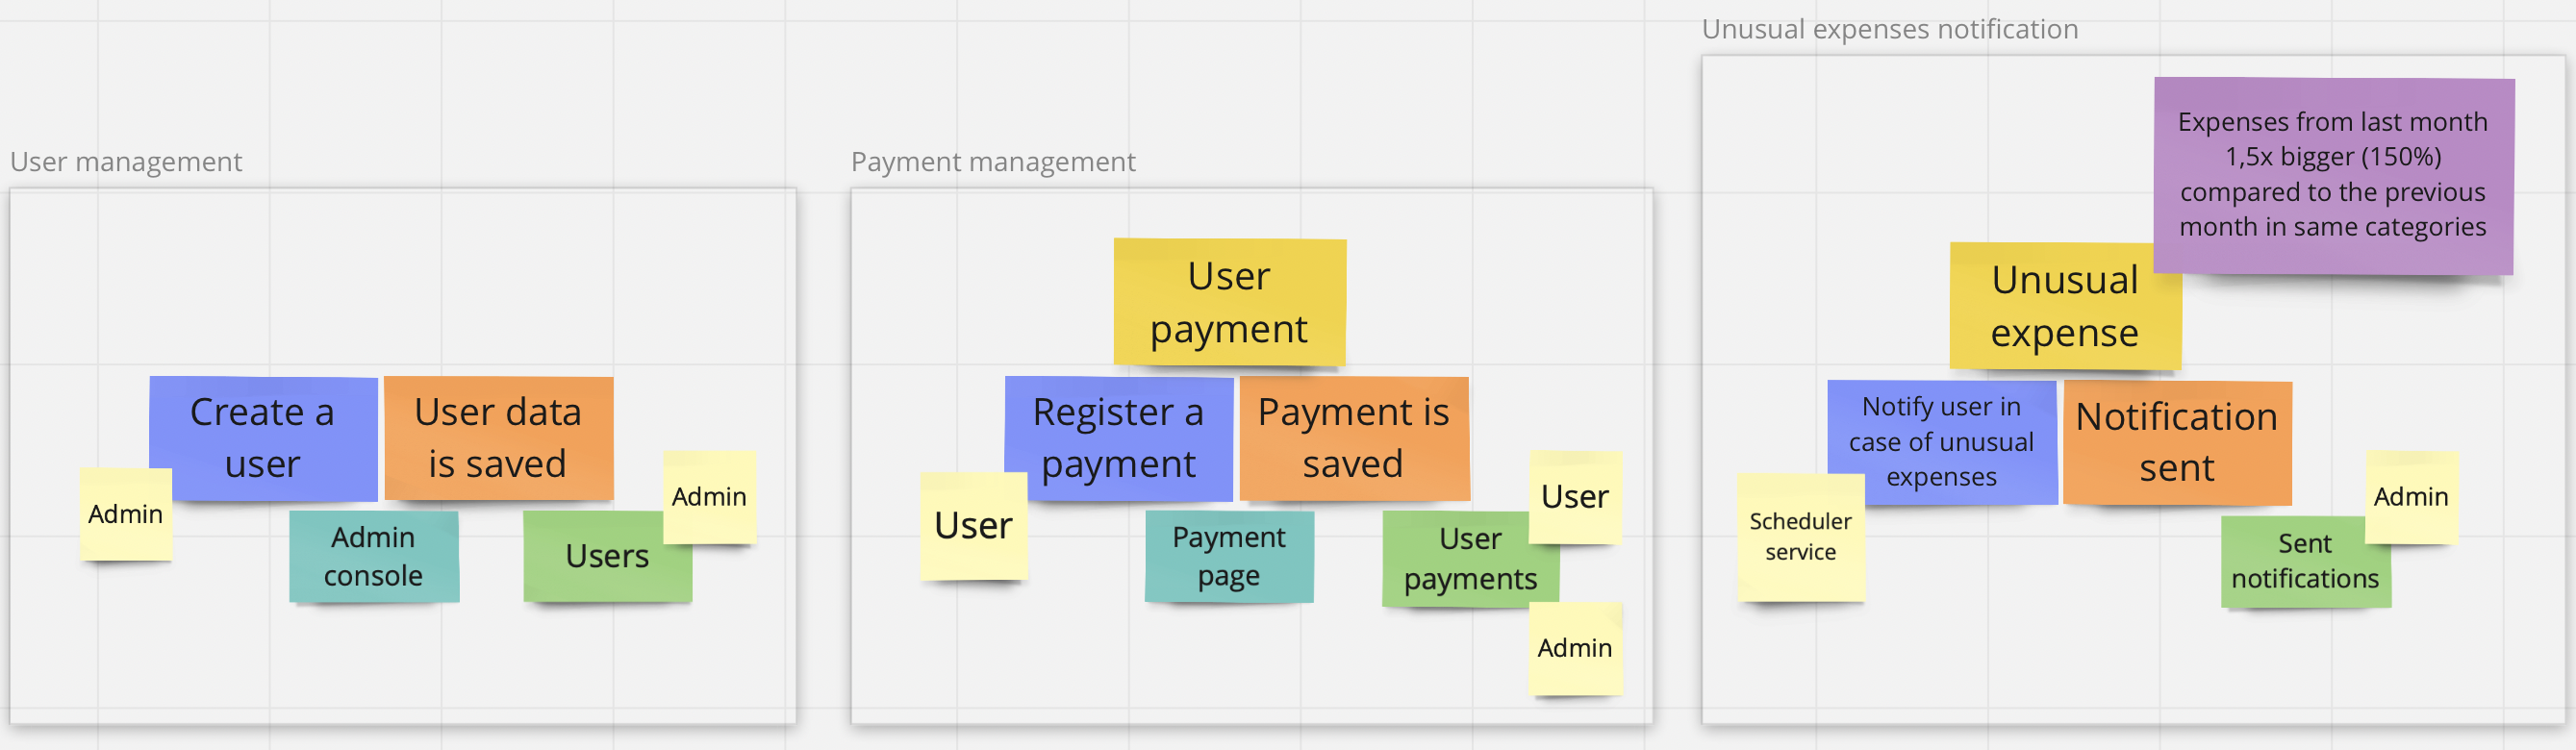 User management
Create a
user
User data
is saved
Admin
Admin
console
Users
Admin
Payment management
User
payment
Register a
payment
Payment is
saved
User
Payment
page
User
payments
User
Admin
Unusual expenses notification
Expenses from last month
1,5x bigger (150%)
compared to the previous
month in same categories
Unusual
expense
Notify user in
case of unusual
expenses
Notification
sent
Scheduler
service
Sent
notifications
Admin